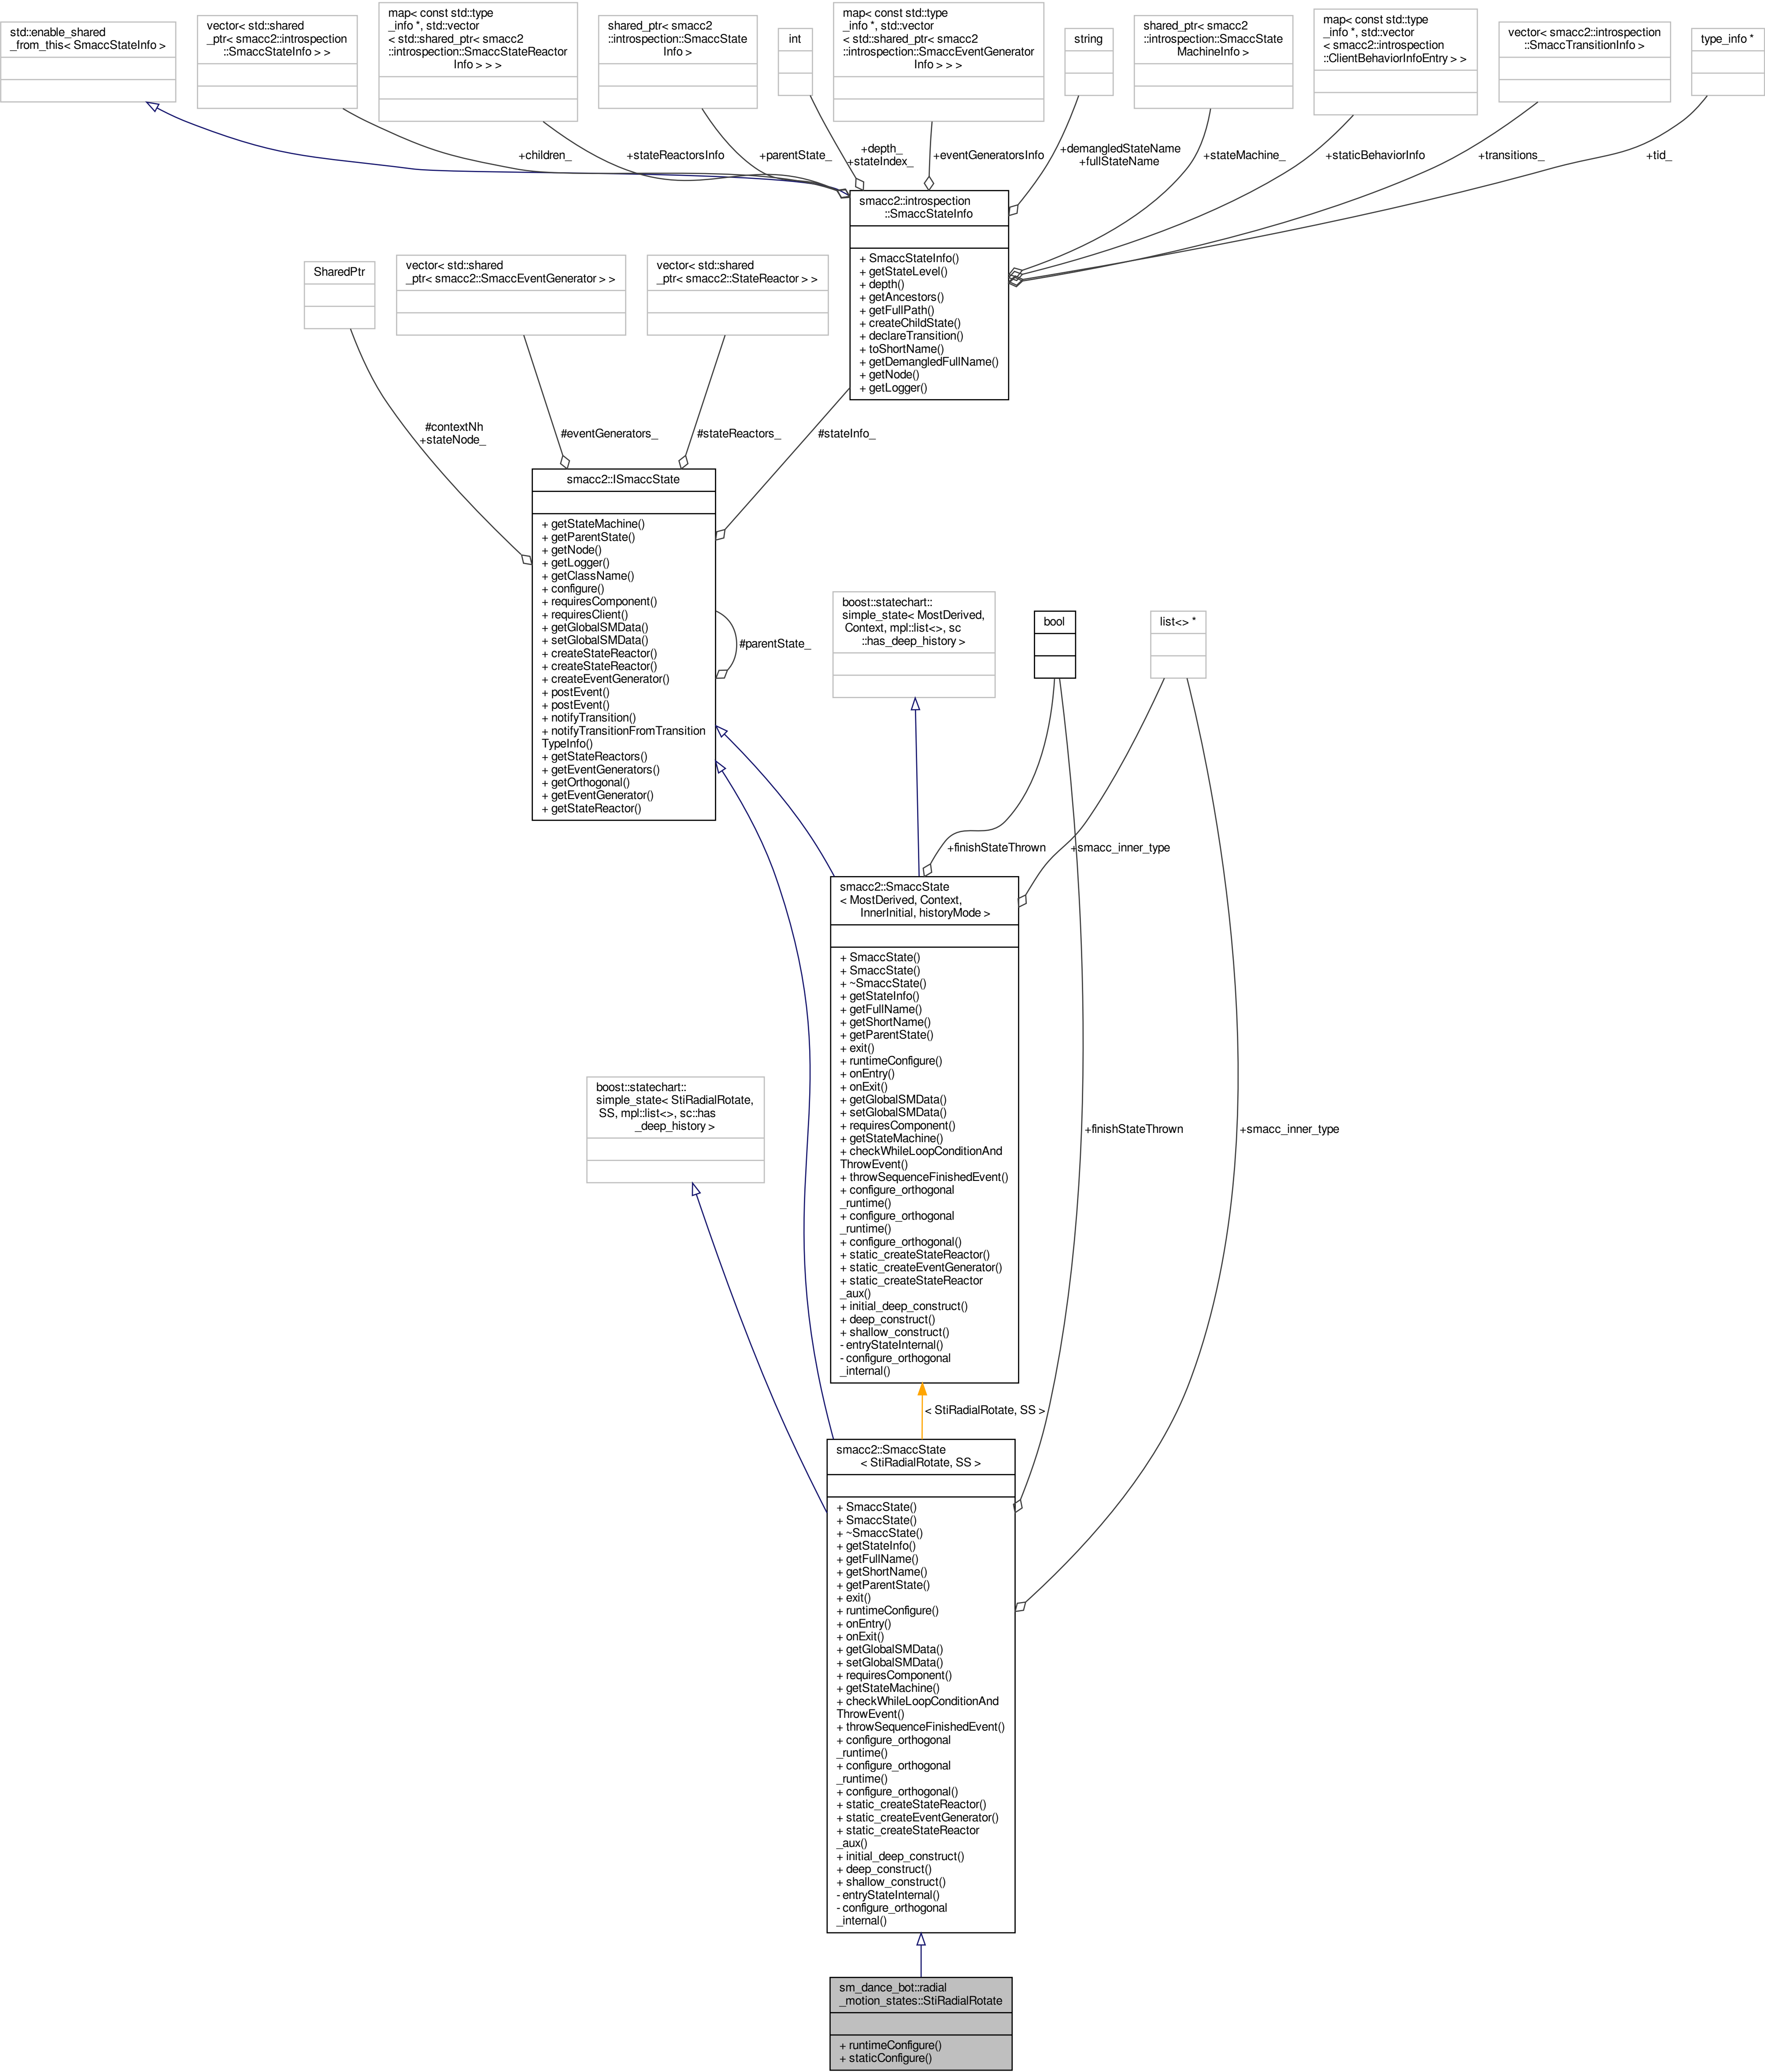 std::enable_shared
_from_this< SmaccStateInfo >
vector< std::shared
_ptr< smacc2::introspection
::SmaccStateInfo > >
map< const std::type
_info *, std::vector
< std::shared_ptr< smacc2
::introspection::SmaccStateReactor
Info > > >
shared_ptr< smacc2
::introspection::SmaccState
Info >
int
map< const std::type
_info *, std::vector
< std::shared_ptr< smacc2
::introspection::SmaccEventGenerator
Info > > >
string
shared_ptr< smacc2
::introspection::SmaccState
MachineInfo >
map< const std::type
_info *, std::vector
< smacc2::introspection
::ClientBehaviorInfoEntry > >
vector< smacc2::introspection
::SmaccTransitionInfo >
type_info *
+children_
+stateReactorsInfo
+parentState_
+depth_
+stateIndex_
+eventGeneratorsInfo
+demangledStateName
+fullStateName
+stateMachine_
+staticBehaviorInfo
+transitions_
+tid_
smacc2::introspection
::SmaccStateInfo
+ SmaccStateInfo()
+ getStateLevel()
+ depth()
+ getAncestors()
+ getFullPath()
+ createChildState()
+ declareTransition()
+ toShortName()
+ getDemangledFullName()
+ getNode()
+ getLogger()
SharedPtr
vector< std::shared
_ptr< smacc2::SmaccEventGenerator > >
vector< std::shared
_ptr< smacc2::StateReactor > >
#contextNh
+stateNode_
#eventGenerators_
#stateReactors_
#stateInfo_
smacc2::ISmaccState
+ getStateMachine()
+ getParentState()
+ getNode()
+ getLogger()
+ getClassName()
+ configure()
+ requiresComponent()
+ requiresClient()
+ getGlobalSMData()
+ setGlobalSMData()
+ createStateReactor()
+ createStateReactor()
+ createEventGenerator()
+ postEvent()
+ postEvent()
+ notifyTransition()
+ notifyTransitionFromTransition
TypeInfo()
+ getStateReactors()
+ getEventGenerators()
+ getOrthogonal()
+ getEventGenerator()
+ getStateReactor()
#parentState_
boost::statechart::
simple_state< MostDerived,
Context, mpl::list<>, sc
::has_deep_history >
bool
list<> *
+finishStateThrown
+smacc_inner_type
smacc2::SmaccState
< MostDerived, Context,
InnerInitial, historyMode >
+ SmaccState()
+ SmaccState()
+ ~SmaccState()
+ getStateInfo()
+ getFullName()
+ getShortName()
+ getParentState()
+ exit()
+ runtimeConfigure()
+ onEntry()
+ onExit()
+ getGlobalSMData()
+ setGlobalSMData()
+ requiresComponent()
+ getStateMachine()
+ checkWhileLoopConditionAnd
ThrowEvent()
+ throwSequenceFinishedEvent()
+ configure_orthogonal
_runtime()
+ configure_orthogonal
_runtime()
+ configure_orthogonal()
+ static_createStateReactor()
+ static_createEventGenerator()
+ static_createStateReactor
_aux()
+ initial_deep_construct()
+ deep_construct()
+ shallow_construct()
- entryStateInternal()
- configure_orthogonal
_internal()
boost::statechart::
simple_state< StiRadialRotate,
SS, mpl::list<>, sc::has
_deep_history >
+finishStateThrown
+smacc_inner_type
< StiRadialRotate, SS >
smacc2::SmaccState
< StiRadialRotate, SS >
+ SmaccState()
+ SmaccState()
+ ~SmaccState()
+ getStateInfo()
+ getFullName()
+ getShortName()
+ getParentState()
+ exit()
+ runtimeConfigure()
+ onEntry()
+ onExit()
+ getGlobalSMData()
+ setGlobalSMData()
+ requiresComponent()
+ getStateMachine()
+ checkWhileLoopConditionAnd
ThrowEvent()
+ throwSequenceFinishedEvent()
+ configure_orthogonal
_runtime()
+ configure_orthogonal
_runtime()
+ configure_orthogonal()
+ static_createStateReactor()
+ static_createEventGenerator()
+ static_createStateReactor
_aux()
+ initial_deep_construct()
+ deep_construct()
+ shallow_construct()
- entryStateInternal()
- configure_orthogonal
_internal()
sm_dance_bot::radial
_motion_states::StiRadialRotate
+ runtimeConfigure()
+ staticConfigure()